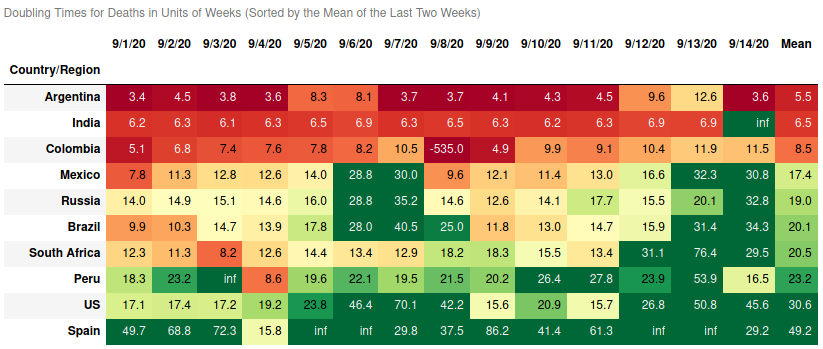 Doubling Times for Deaths in Units of Weeks (Sorted by the Mean of the Last Two Weeks)
9/1/20 9/2/20 9/3/20 9/4/20 9/5/20 9/6/20 9/7/20 9/8/20 9/9/20 9/10/20 9/11/20 9/12/20 9/13/20 9/14/20 Mean
Country/Region
Argentina 3.4 4.5 3.8 3.6 8.3 8.1 3.7 3.7 4.1 4.3 4.5 9.6 12.6 3.6 5.5
India 6.2 6.3 6.1 6.3 6.5 6.9 6.3 6.5 6.3 6.2 6.3 6.9 6.9 inf 6.5
Colombia 5.1 6.8 7.4 7.6 7.8 8.2 10.5 -535.0 4.9 9.9 9.1 10.4 11.9 11.5 8.5
Mexico 7.8 11.3 12.8 12.6 14.0 28.8 30.0 9.6 12.1 11.4 13.0 16.6 32.3 30.8 17.4
Russia 14.0 14.9 15.1 14.6 16.0 28.8 35.2 14.6 12.6 14.1 17.7 15.5 20.1 32.8 19.0
Brazil 9.9 10.3 14.7 13.9 17.8 28.0 40.5 25.0 11.8 13.0 14.7 15.9 31.4 34.3 20.1
South Africa 12.3 11.3 8.2 12.6 14.4 13.4 12.9 18.2 18.3 15.5 13.4 31.1 76.4 29.5 20.5
Peru 18.3 23.2 inf 8.6 19.6 22.1 19.5 21.5 20.2 26.4 27.8 23.9 53.9 16.5 23.2
US 17.1 17.4 17.2 19.2 23.8 46.4 70.1 42.2 15.6 20.9 15.7 26.8 50.8 45.6 30.6
Spain 49.7 68.8 72.3 15.8 inf inf 29.8 37.5 86.2 41.4 61.3 inf inf 29.2 49.2